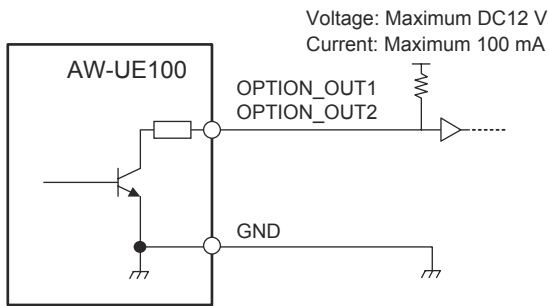 Voltage: Maximum DC12 V
Current: Maximum 100 mA
AW-UE100
OPTION_OUT1
OPTION_OUT2
GND